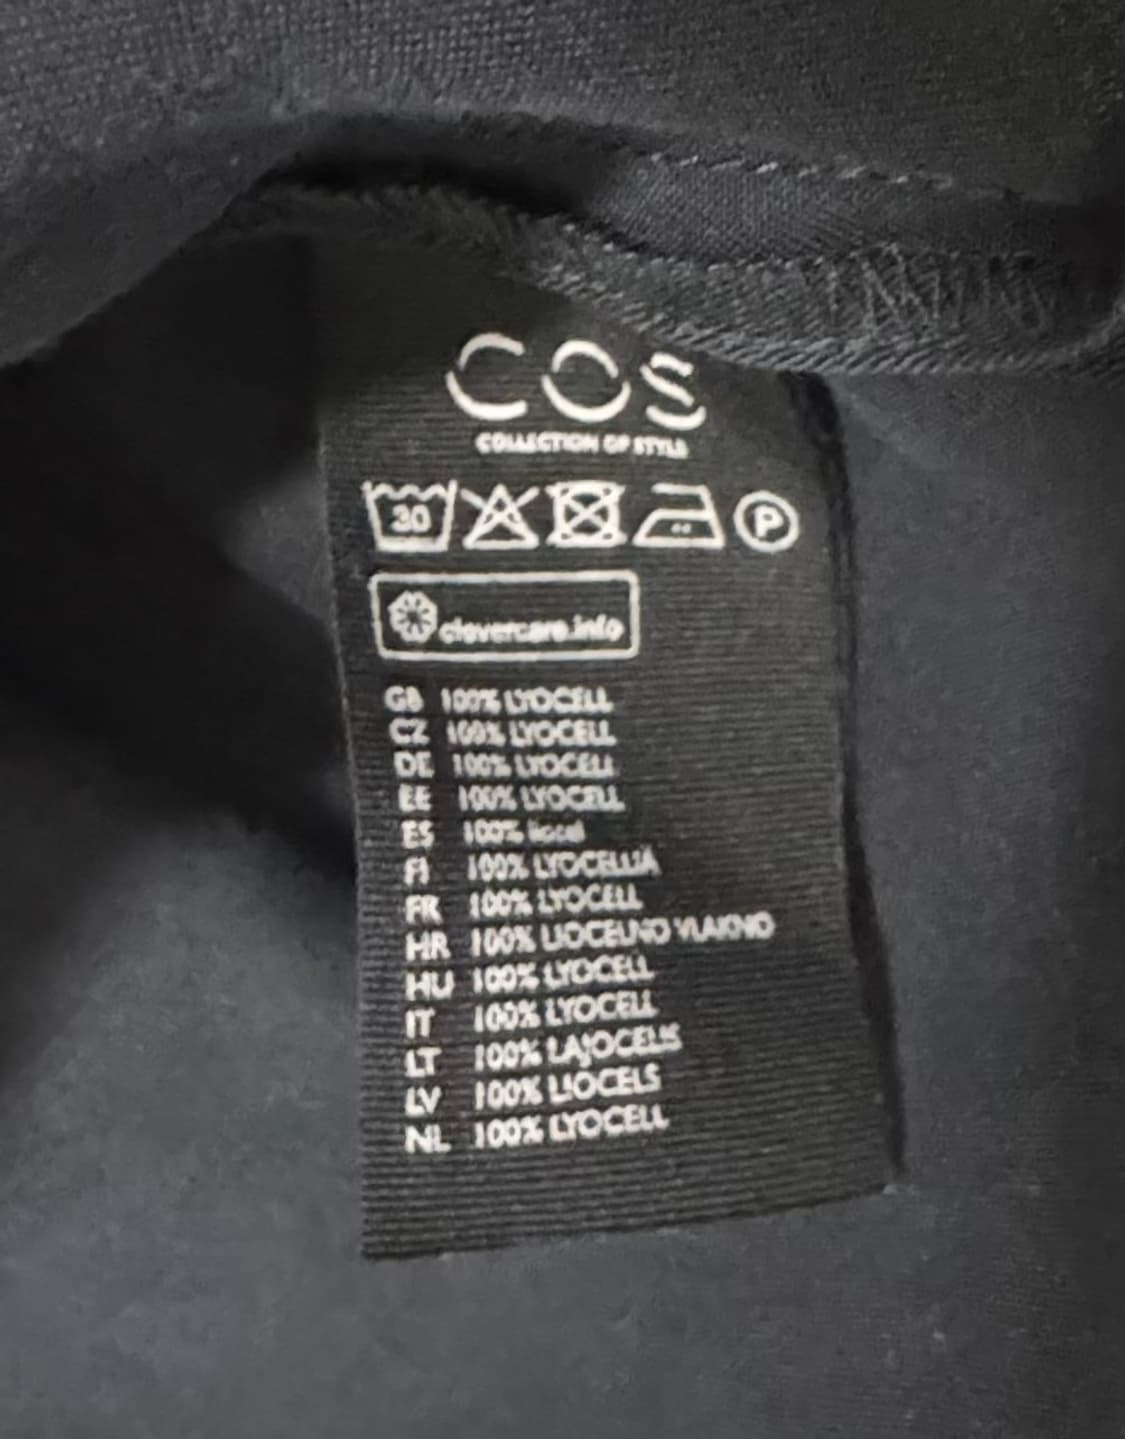 COS
COLLECTION OF STYLE
30 P
clevercare.info
GB 100% LYOCELL
CZ 100% LYOCELL
DE 100% LYOCELL
EE 100% LYOCELL
ES 100% liocel
FI 100% LYOCELLIÄ
FR 100% LYOCELL
HR 100% LIOCELNO VLAKNO
HU 100% LYOCELL
IT 100% LYOCELL
LT 100% LAJOCELIS
LV 100% LIOCELS
NL 100% LYOCELL